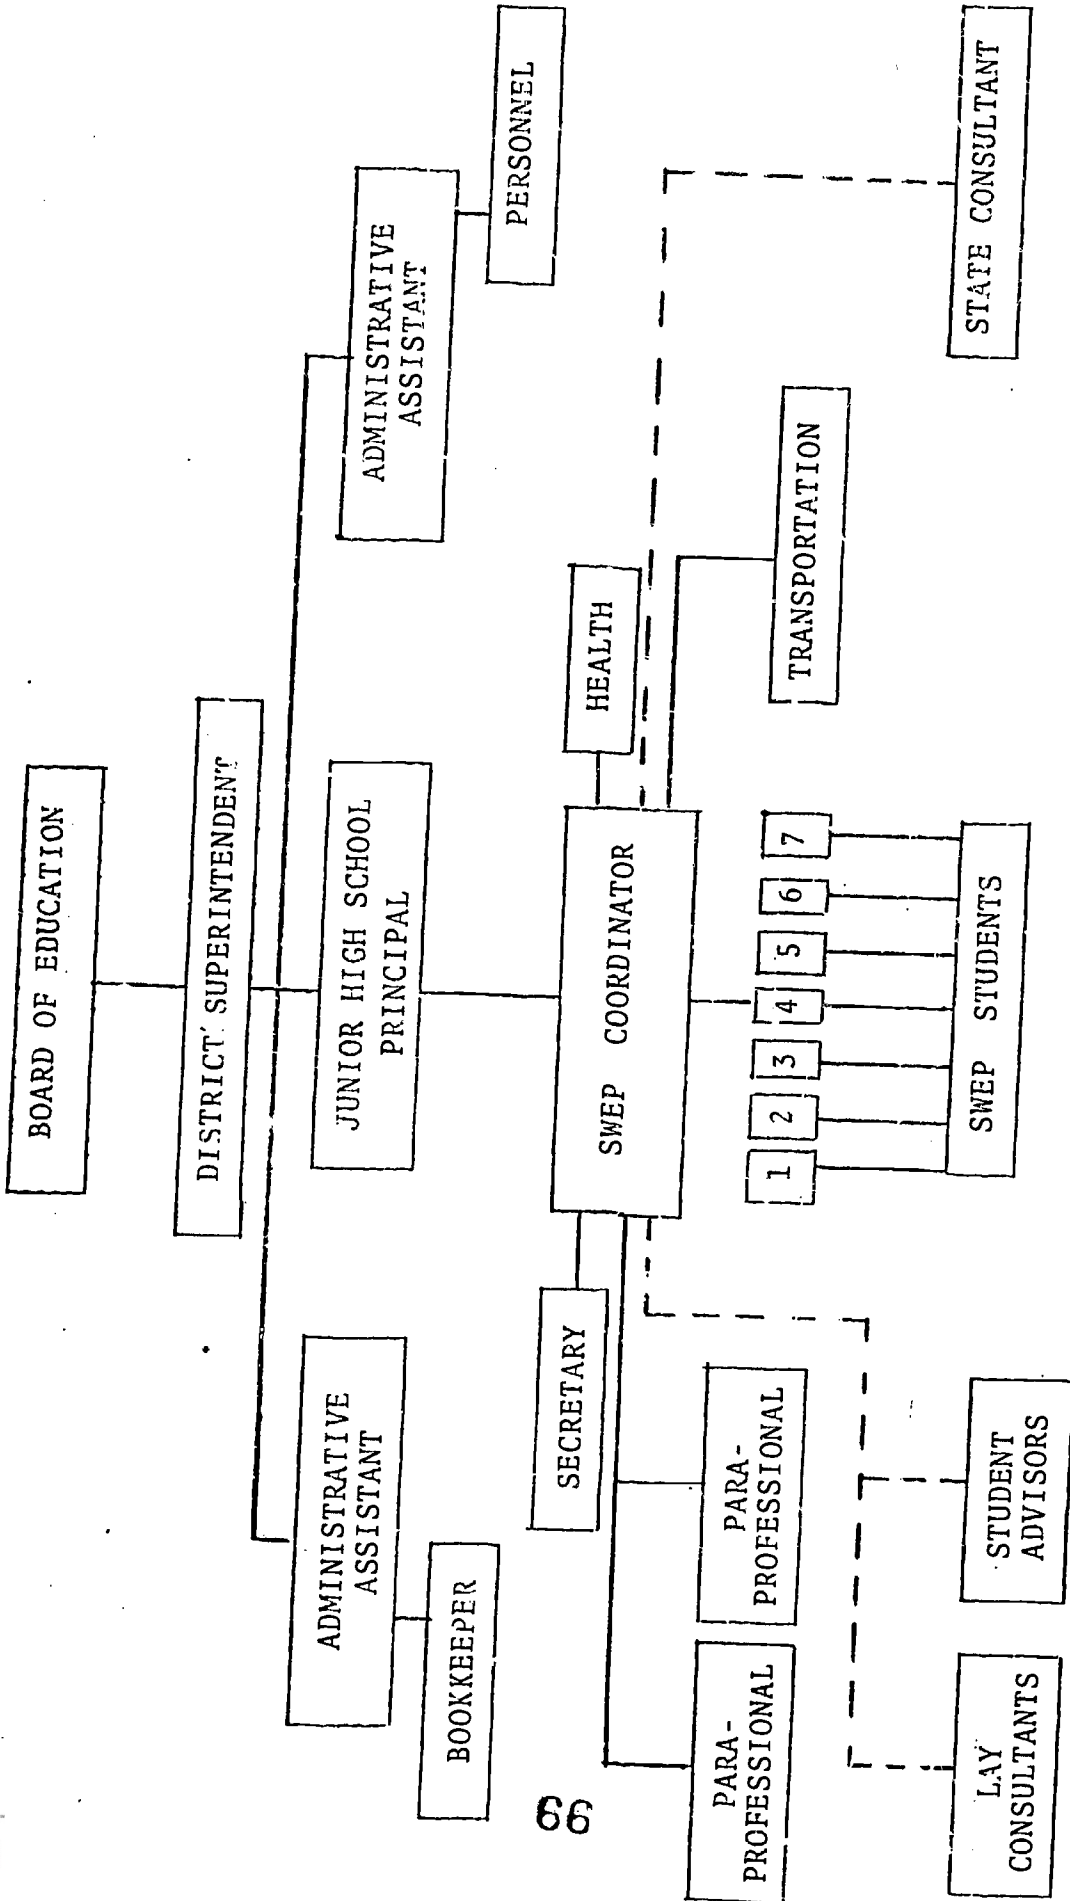 BOARD OF EDUCATION
DISTRICT SUPERINTENDENT
ADMINISTRATIVE
ASSISTANT
JUNIOR HIGH SCHOOL
PRINCIPAL
ADMINISTRATIVE
ASSISTANT
BOOKKEEPER
PERSONNEL
SECRETARY
SWEP COORDINATOR
HEALTH
PARA-
PROFESSIONAL
PARA-
PROFESSIONAL
1 2 3 4 5 6 7
TRANSPORTATION
LAY
CONSULTANTS
STUDENT
ADVISORS
SWEP STUDENTS
STATE CONSULTANT
66